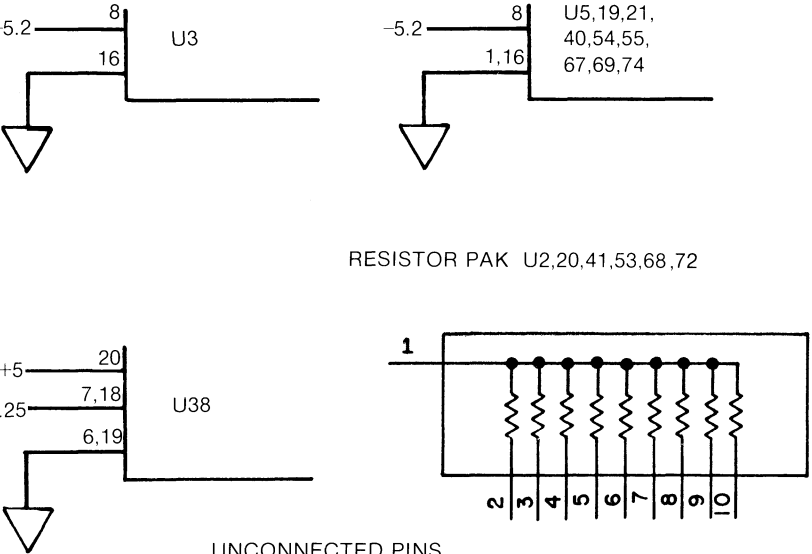 8
-5.2
U3
16
8
-5.2
U5,19,21,
40,54,55,
67,69,74
1,16
RESISTOR PAK U2,20,41,53,68,72
20
+5
7,18
.25
U38
6,19
1
2 3 4 5 6 7 8 9 10
UNCONNECTED PINS